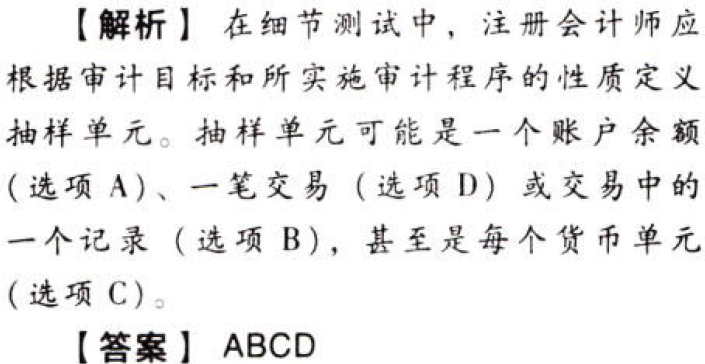 【解析】 在细节测试中，注册会计师应
根据审计目标和所实施审计程序的性质定义
抽样单元。抽样单元可能是一个账户余额
(选项 A)、一笔交易 (选项 D) 或交易中的
一个记录 (选项 B)，甚至是每个货币单元
(选项 C)。
【答案】 ABCD